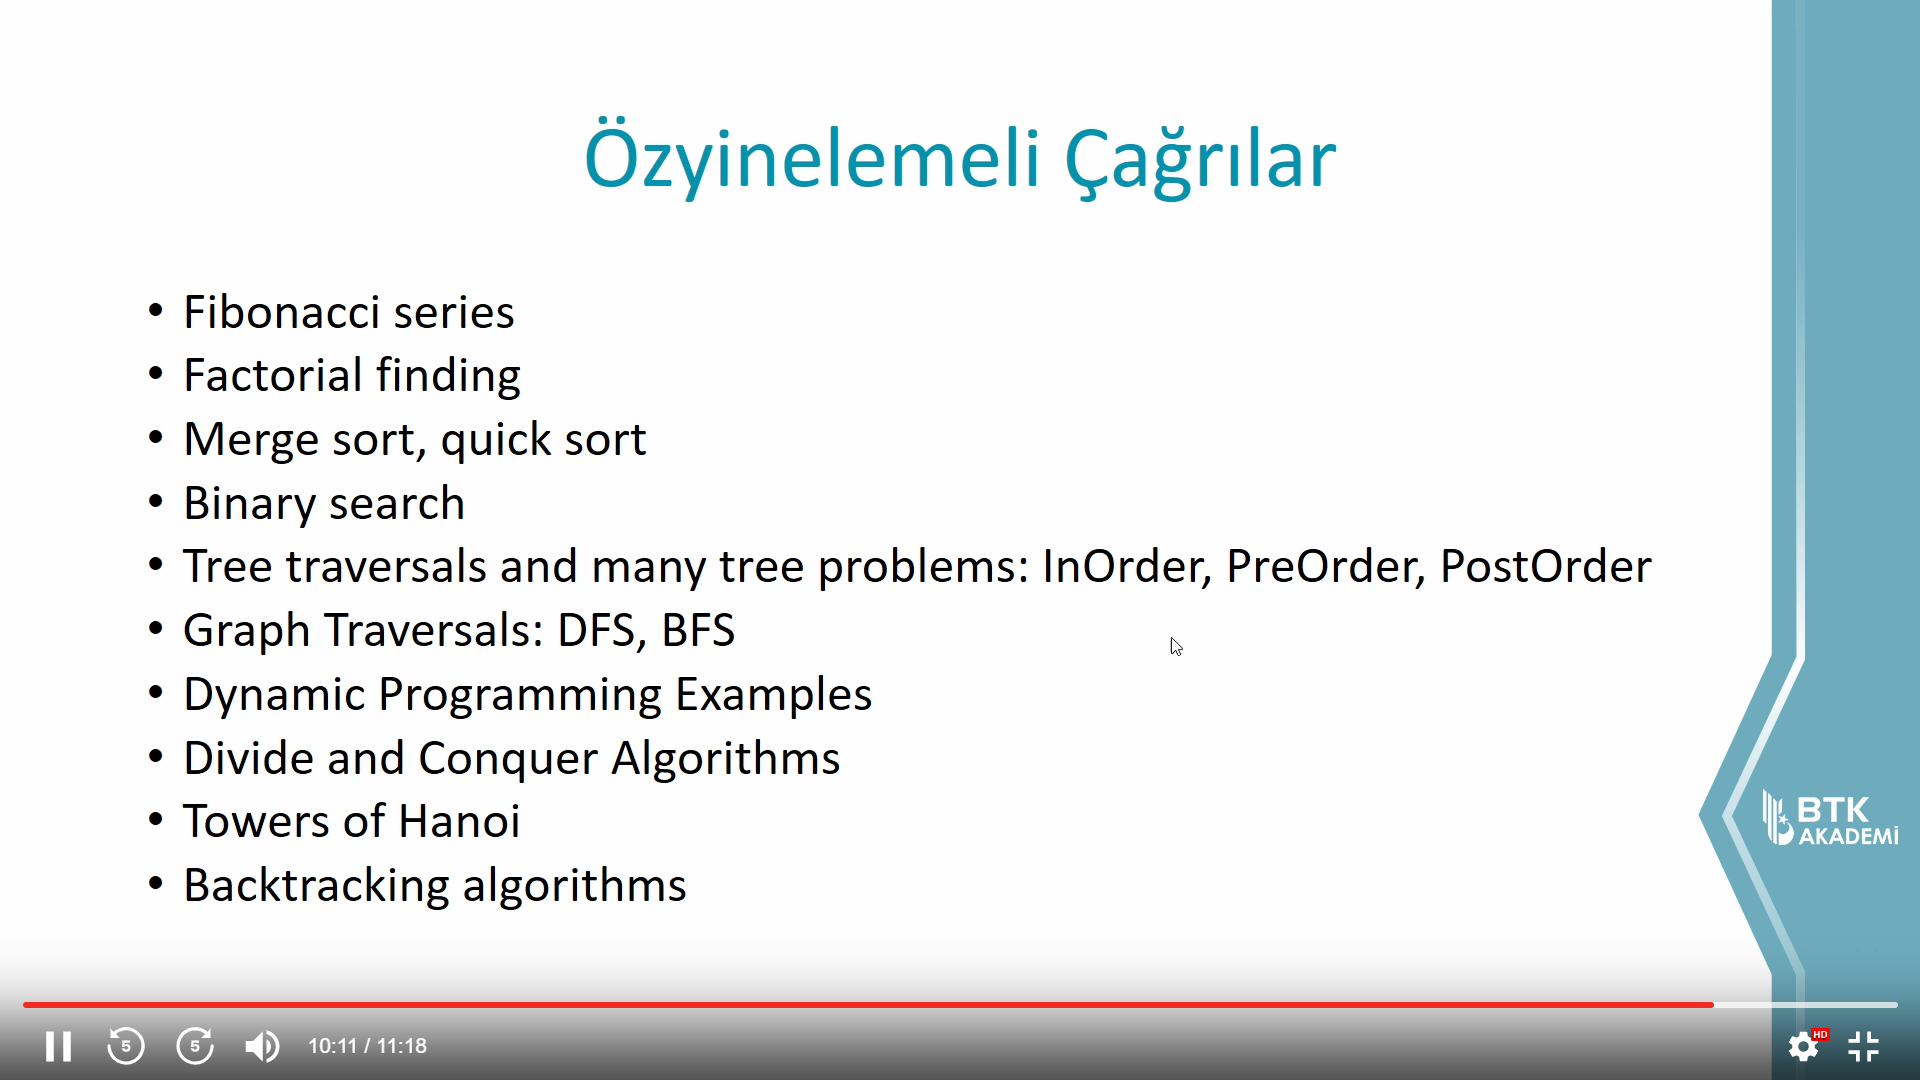 Özyinelemeli Çağrılar
• Fibonacci series
• Factorial finding
• Merge sort, quick sort
• Binary search
• Tree traversals and many tree problems: InOrder, PreOrder, PostOrder
• Graph Traversals: DFS, BFS
• Dynamic Programming Examples
• Divide and Conquer Algorithms
• Towers of Hanoi
• Backtracking algorithms
BTK
AKADEMİ
5
5
10:11 / 11:18
HD